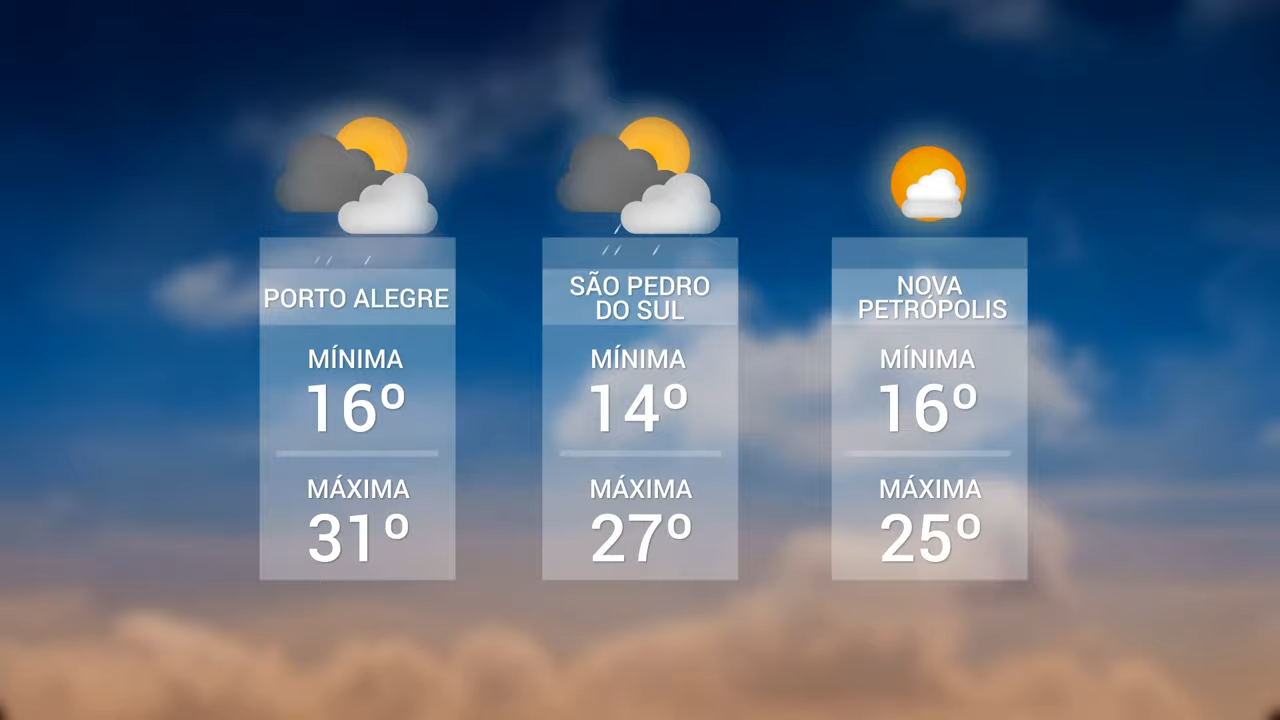 PORTO ALEGRE
MÍNIMA
16º
MÁXIMA
31º
SÃO PEDRO
DO SUL
MÍNIMA
14º
MÁXIMA
27º
NOVA
PETRÓPOLIS
MÍNIMA
16º
MÁXIMA
25º